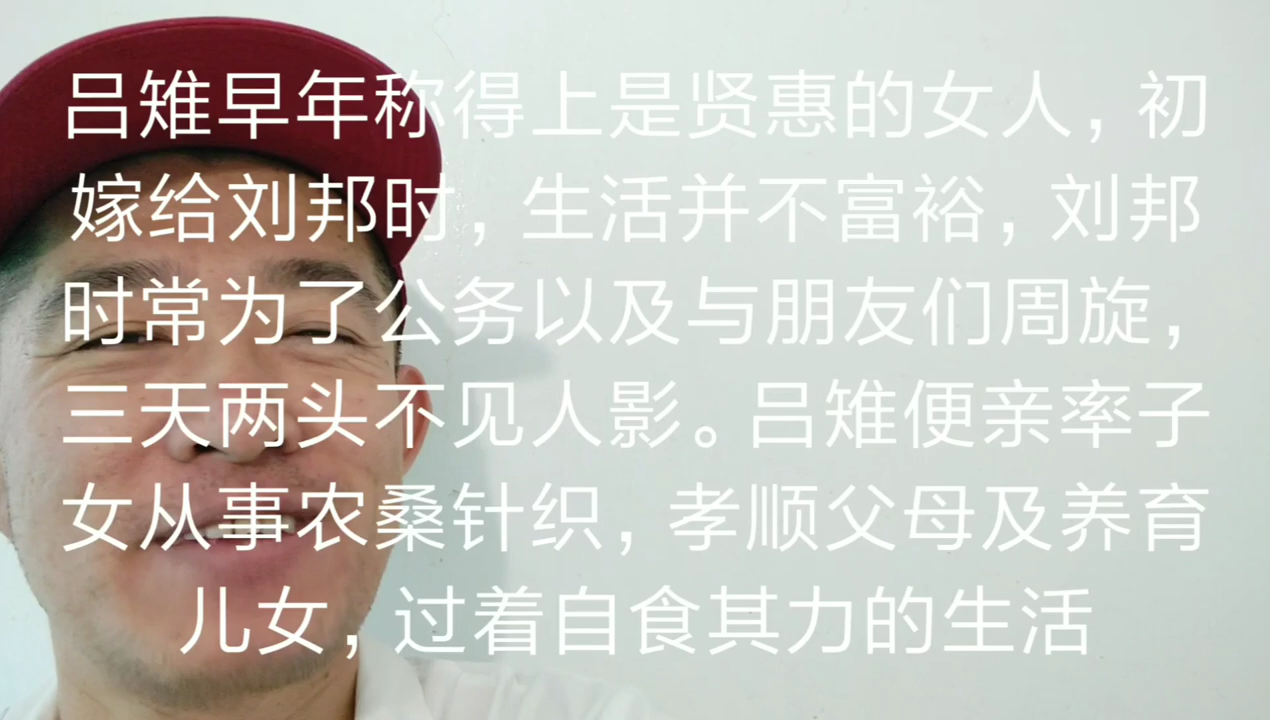 吕雉早年称得上是贤惠的女人，初
嫁给刘邦时，生活并不富裕，刘邦
时常为了公务以及与朋友们周旋，
三天两头不见人影。吕雉便亲率子
女从事农桑针织，孝顺父母及养育
儿女，过着自食其力的生活